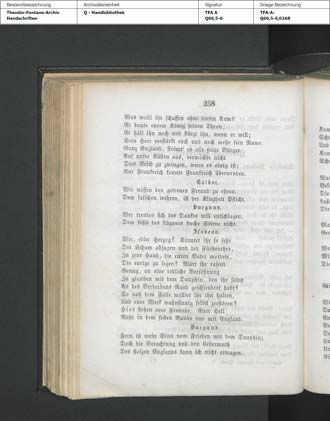 Bestandsbezeichnung
Theodor-Fontane-Archiv
Handschriften
Archivalieneinheit
Q - Handbibliothek
Signatur
TFA A
Q66,5-6
Image-Bezeichnung
TFA-A-
Q66,5-6,0268
258
Was wollt ihr schaffen ohne diesen Arm?
Er baute eurem König seinen Thron,
Er hält ihn noch und stürzt ihn, wenn er will;
Sein Heer verstärkt euch und noch mehr sein Name.
Ganz England, strömt' es alle seine Bürger
Auf unsre Küsten aus, vermöchte nicht
Dies Reich zu zwingen, wenn es einig ist;
Nur Frankreich konnte Frankreich überwinden.
Talbot.
Wir wissen den getreuen Freund zu ehren.
Dem falschen wehren, ist der Klugheit Pflicht.
Burgund.
Wer treulos sich des Dankes will entschlagen,
Dem fehlt des Lügners freche Stirne nicht.
Isabeau.
Wie, edler Herzog? Könntet ihr so sehr
Der Scham absagen und der Fürstenehre,
In jene Hand, die euren Vater mordete,
Die eurige zu legen? Wärt ihr rasend
Genug, an eine redliche Versöhnung
Zu glauben mit dem Dauphin, den ihr selbst
An des Verderbens Rand geschleudert habt?
So nah dem Falle wolltet ihr ihn halten,
Und euer Werk wahnsinnig selbst zerstören?
Hier stehen eure Freunde. Euer Heil
Ruht in dem festen Bunde nur mit England.
Burgund.
Fern ist mein Sinn vom Frieden mit dem Dauphin;
Doch die Verachtung und den Uebermuth
Des stolzen Englands kann ich nicht ertragen.